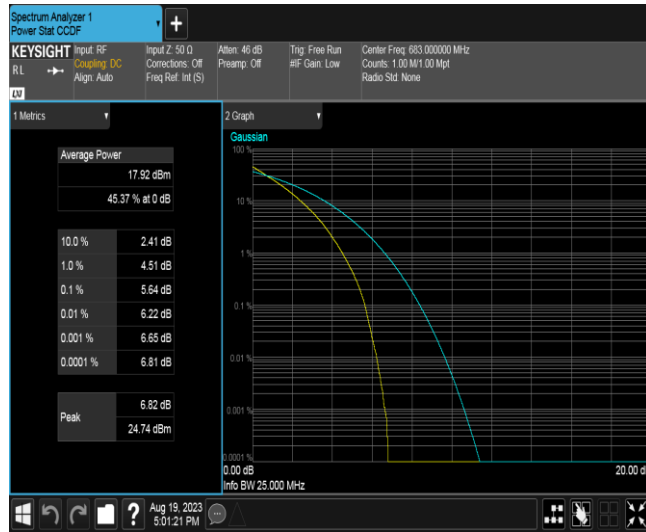 Spectrum Analyzer 1
Power Stat CCDF
KEYSIGHT
Input: RF
Coupling: DC
Align: Auto
Input Z: 50 Ω
Corrections: Off
Freq Ref: Int (S)
Atten: 46 dB
Preamp: Off
Trig: Free Run
#IF Gain: Low
Center Freq: 683.000000 MHz
Counts: 1.00 M/1.00 Mpt
Radio Std: None
R L
LXI
1 Metrics
Average Power
17.92 dBm
45.37 % at 0 dB
10.0 % 2.41 dB
1.0 % 4.51 dB
0.1 % 5.64 dB
0.01 % 6.22 dB
0.001 % 6.65 dB
0.0001 % 6.81 dB
Peak
6.82 dB
24.74 dBm
2 Graph
Gaussian
100 %
10 %
1 %
0.1 %
0.01 %
0.001 %
0.0001 %
0.00 dB
20.00 d
Info BW 25.000 MHz
?
Aug 19, 2023
5:01:21 PM